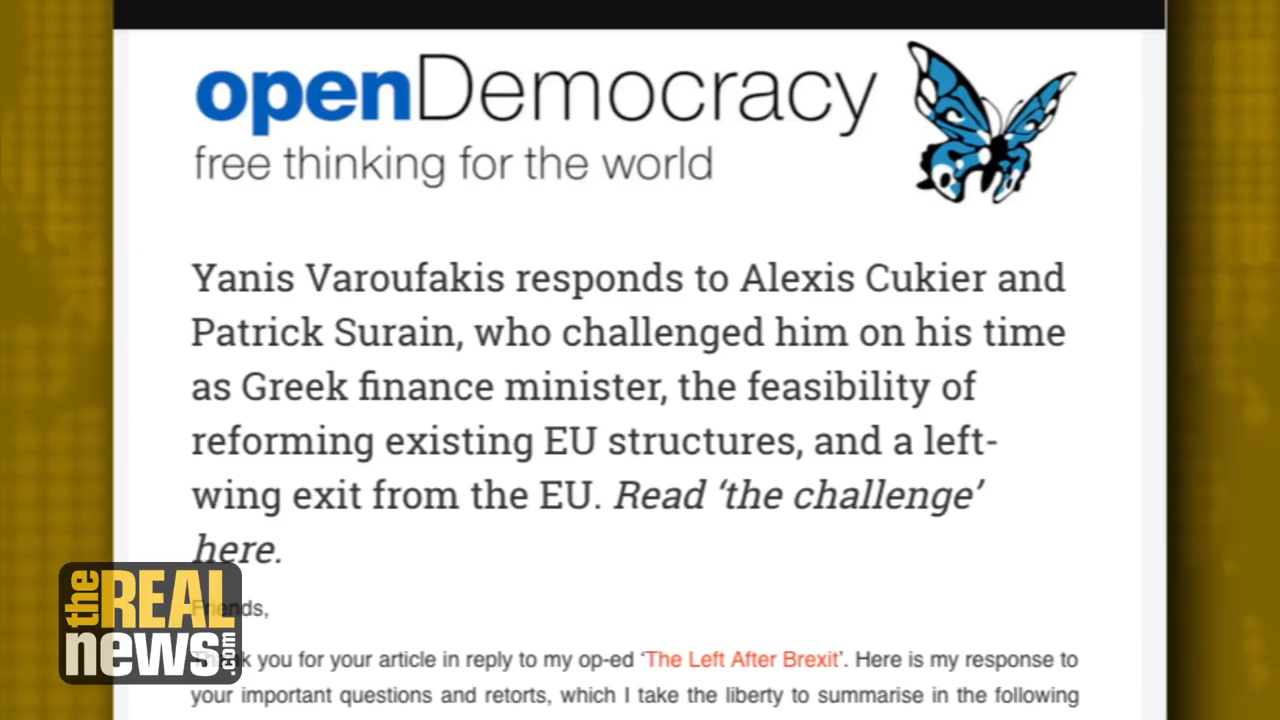 openDemocracy
free thinking for the world
Yanis Varoufakis responds to Alexis Cukier and
Patrick Surain, who challenged him on his time
as Greek finance minister, the feasibility of
reforming existing EU structures, and a left-
wing exit from the EU. Read ‘the challenge’
here.
Friends,
Thank you for your article in reply to my op-ed ‘The Left After Brexit’. Here is my response to
your important questions and retorts, which I take the liberty to summarise in the following
the REAL
news.com